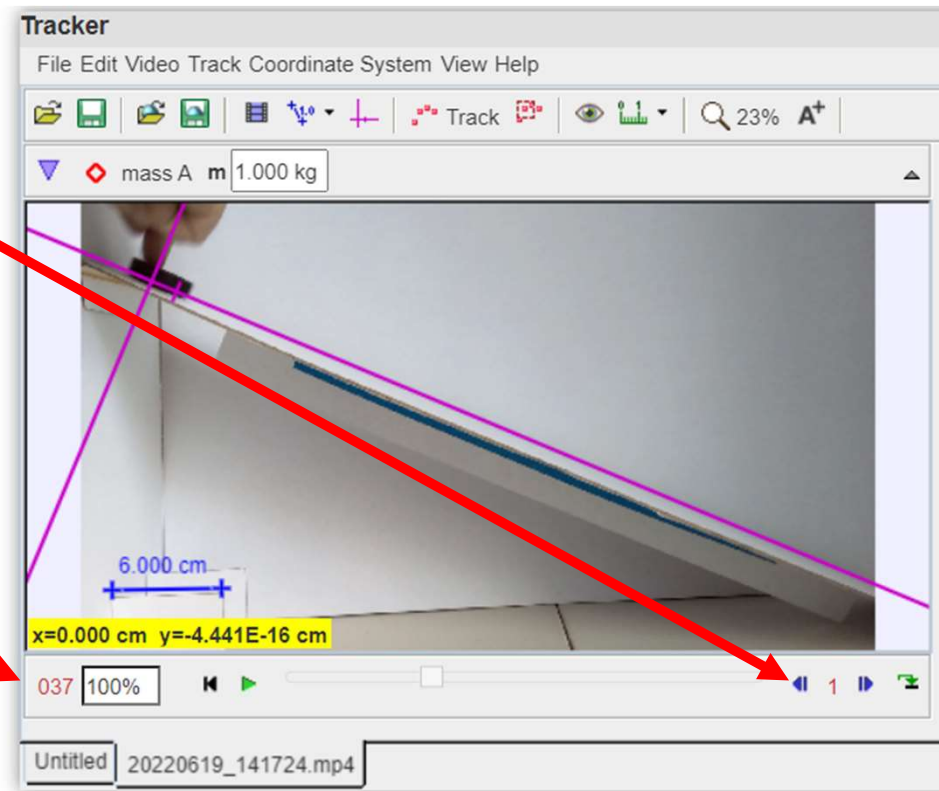 Tracker
File Edit Video Track Coordinate System View Help
Track 23% A+
mass A m 1.000 kg
6.000 cm
x=0.000 cm y=-4.441E-16 cm
037 100% 1
Untitled 20220619_141724.mp4